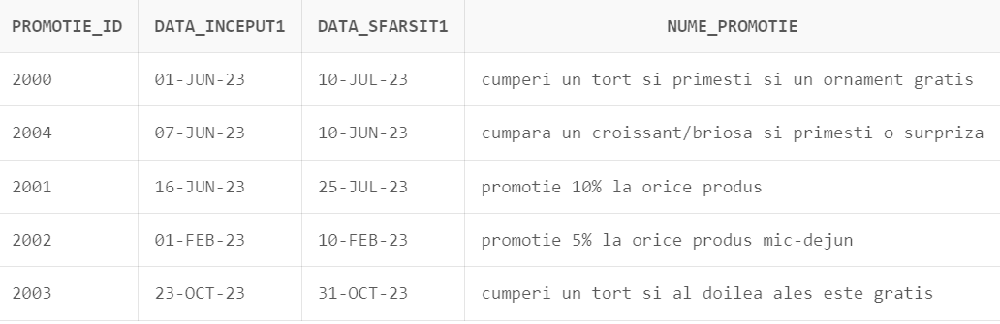 PROMOTIE_ID DATA_INCEPUT1 DATA_SFARSIT1 NUME_PROMOTIE
2000 01-JUN-23 10-JUL-23 cumperi un tort si primesti si un ornament gratis
2004 07-JUN-23 10-JUN-23 cumpara un croissant/briosa si primesti o surpriza
2001 16-JUN-23 25-JUL-23 promotie 10% la orice produs
2002 01-FEB-23 10-FEB-23 promotie 5% la orice produs mic-dejun
2003 23-OCT-23 31-OCT-23 cumperi un tort si al doilea ales este gratis